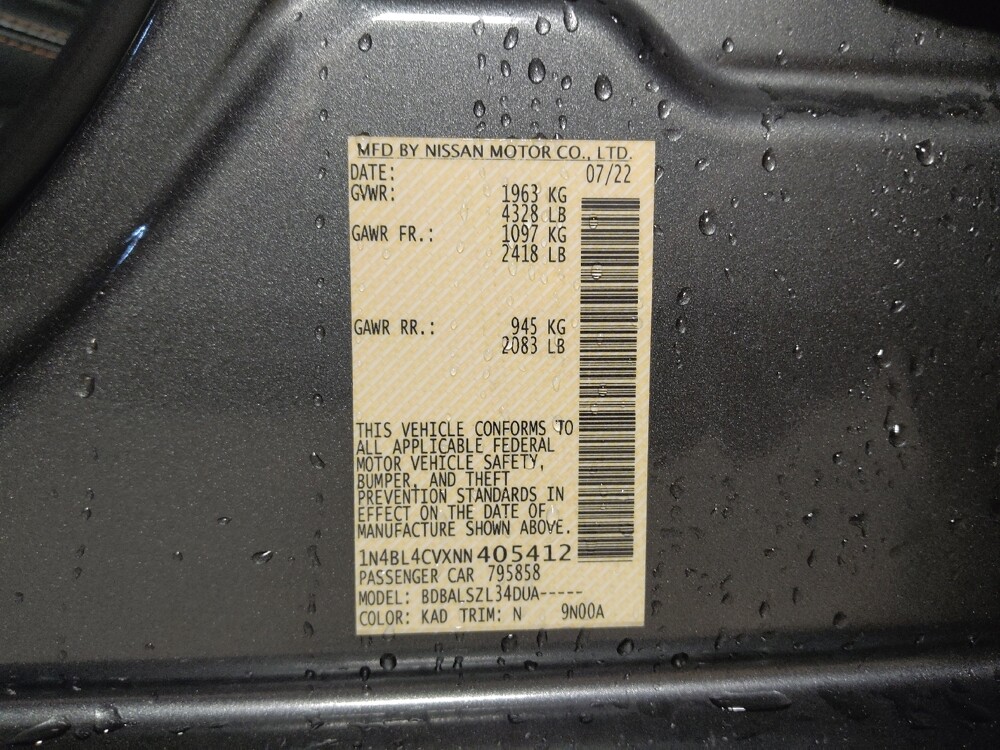 MFD BY NISSAN MOTOR CO., LTD.
DATE: 07/22
GVWR: 1963 KG
4328 LB
GAWR FR.: 1097 KG
2418 LB
GAWR RR.: 945 KG
2083 LB
THIS VEHICLE CONFORMS TO
ALL APPLICABLE FEDERAL
MOTOR VEHICLE SAFETY,
BUMPER, AND THEFT
PREVENTION STANDARDS IN
EFFECT ON THE DATE OF
MANUFACTURE SHOWN ABOVE.
1N4BL4CVXNN405412
PASSENGER CAR 795858
MODEL: BDBALSZL34DUA-----
COLOR: KAD TRIM: N 9N00A